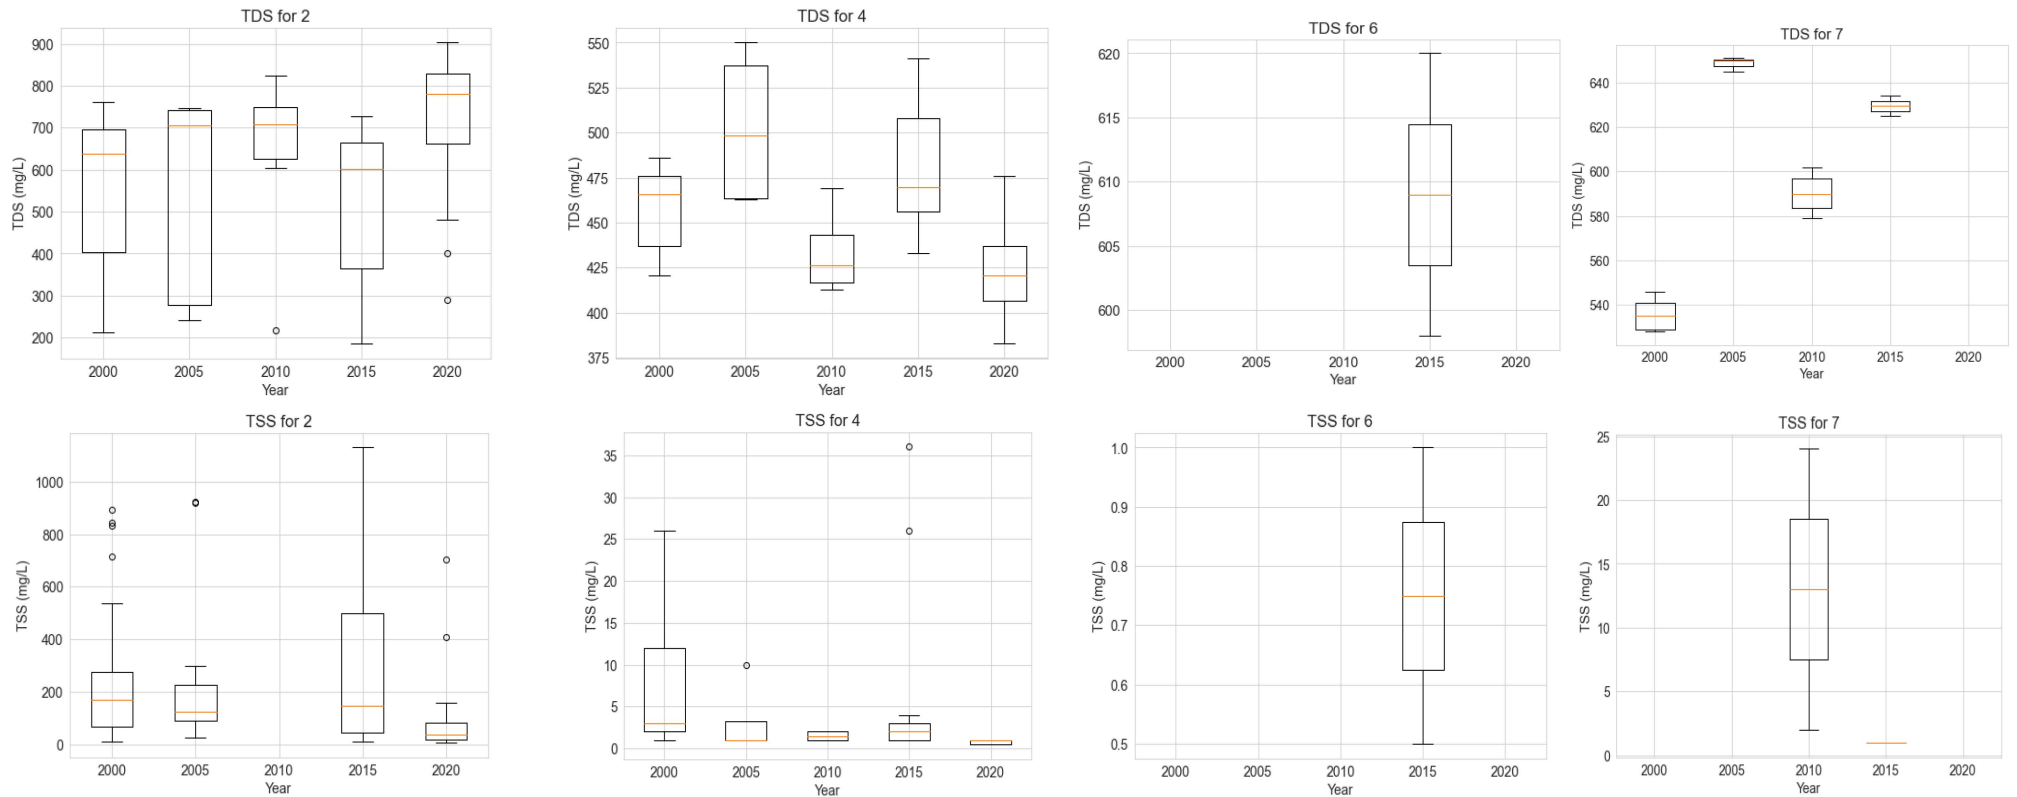 TDS for 2
TDS (mg/L)
900
800
700
600
500
400
300
200
2000 2005 2010 2015 2020
Year
TDS for 4
TDS (mg/L)
550
525
500
475
450
425
400
375
2000 2005 2010 2015 2020
Year
TDS for 6
TDS (mg/L)
620
615
610
605
600
2000 2005 2010 2015 2020
Year
TDS for 7
TDS (mg/L)
640
620
600
580
560
540
2000 2005 2010 2015 2020
Year
TSS for 2
TSS (mg/L)
1000
800
600
400
200
0
2000 2005 2010 2015 2020
Year
TSS for 4
TSS (mg/L)
35
30
25
20
15
10
5
0
2000 2005 2010 2015 2020
Year
TSS for 6
TSS (mg/L)
1.0
0.9
0.8
0.7
0.6
0.5
2000 2005 2010 2015 2020
Year
TSS for 7
TSS (mg/L)
25
20
15
10
5
0
2000 2005 2010 2015 2020
Year